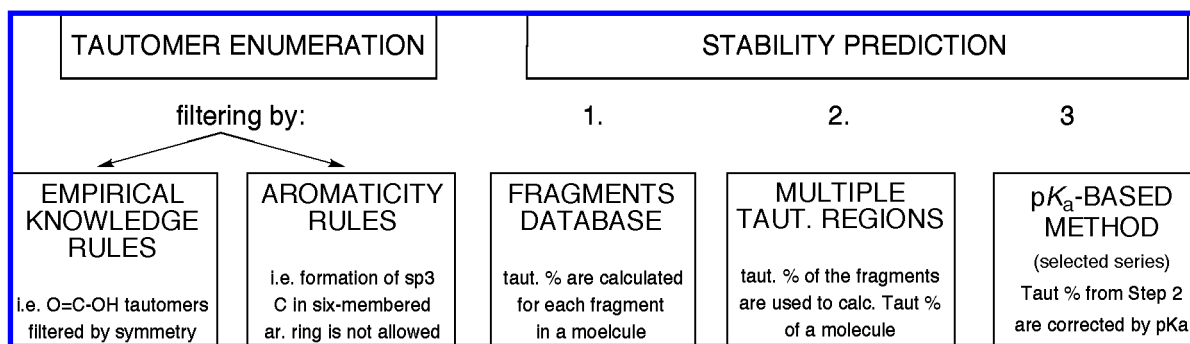 TAUTOMER ENUMERATION
STABILITY PREDICTION
filtering by:
1.
2.
3
EMPIRICAL
KNOWLEDGE
RULES
i.e. O=C-OH tautomers
filtered by symmetry
AROMATICITY
RULES
i.e. formation of sp3
C in six-membered
ar. ring is not allowed
FRAGMENTS
DATABASE
taut. % are calculated
for each fragment
in a moelcule
MULTIPLE
TAUT. REGIONS
taut. % of the fragments
are used to calc. Taut %
of a molecule
pKa-BASED
METHOD
(selected series)
Taut % from Step 2
are corrected by pKa